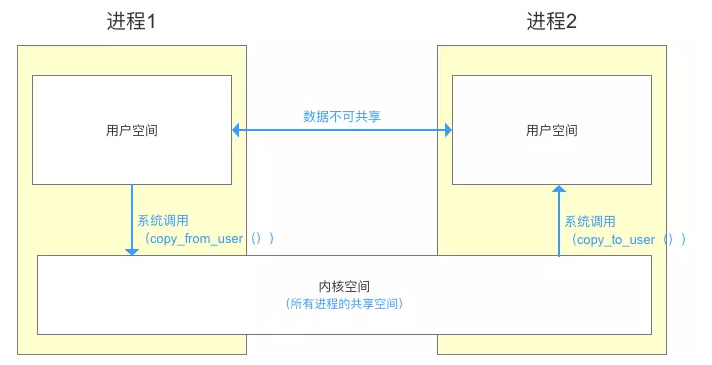 进程1
进程2
用户空间
数据不可共享
用户空间
系统调用
（copy_from_user（））
系统调用
（copy_to_user（））
内核空间
（所有进程的共享空间）